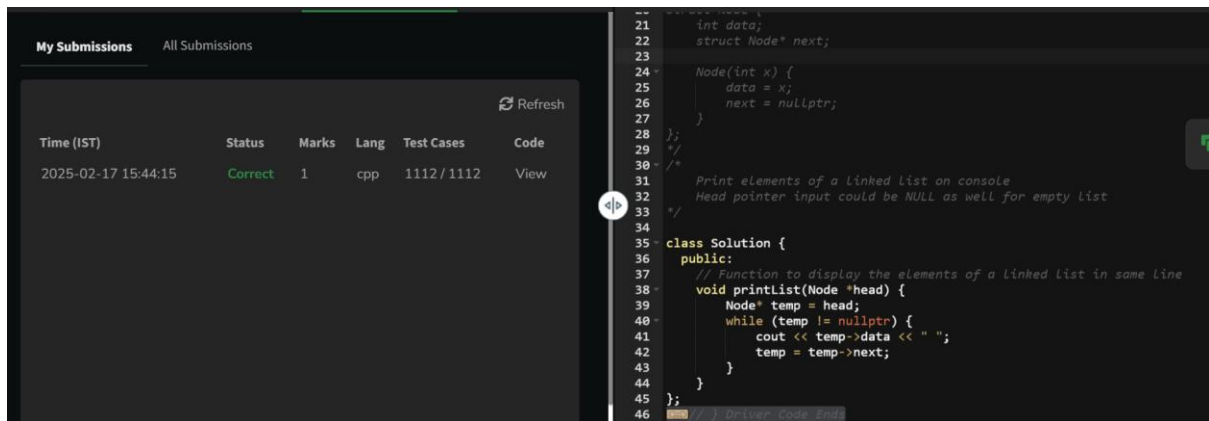 My Submissions All Submissions
Refresh
Time (IST) Status Marks Lang Test Cases Code
2025-02-17 15:44:15 Correct 1 cpp 1112 / 1112 View
20 struct Node {
21 int data;
22 struct Node* next;
23
24 Node(int x) {
25 data = x;
26 next = nullptr;
27 }
28 };
29 */
30 /*
31 Print elements of a linked list on console
32 Head pointer input could be NULL as well for empty list
33 */
34
35 class Solution {
36 public:
37 // Function to display the elements of a linked list in same line
38 void printList(Node *head) {
39 Node* temp = head;
40 while (temp != nullptr) {
41 cout << temp->data << " ";
42 temp = temp->next;
43 }
44 }
45 };
46 // } Driver Code Ends